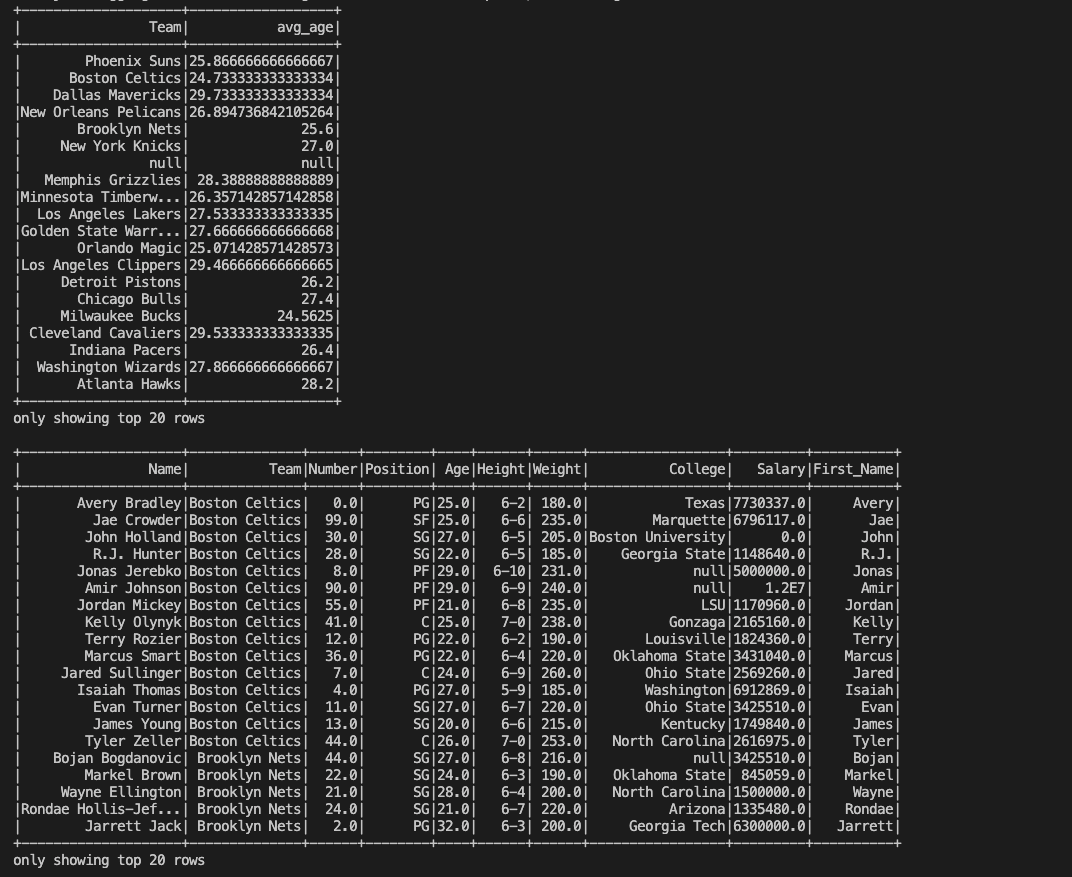 +--------------------+------------------+
|                Team|           avg_age|
+--------------------+------------------+
|        Phoenix Suns|25.866666666666667|
|      Boston Celtics|24.733333333333334|
|    Dallas Mavericks|29.733333333333334|
|New Orleans Pelicans|26.894736842105264|
|       Brooklyn Nets|              25.6|
|     New York Knicks|              27.0|
|                null|              null|
|   Memphis Grizzlies| 28.38888888888889|
|Minnesota Timberw...|26.357142857142858|
|  Los Angeles Lakers|27.533333333333335|
|Golden State Warr...|27.666666666666668|
|       Orlando Magic|25.071428571428573|
|Los Angeles Clippers|29.466666666666665|
|     Detroit Pistons|              26.2|
|       Chicago Bulls|              27.4|
|     Milwaukee Bucks|           24.5625|
| Cleveland Cavaliers|29.533333333333335|
|      Indiana Pacers|              26.4|
|  Washington Wizards|27.866666666666667|
|       Atlanta Hawks|              28.2|
+--------------------+------------------+
only showing top 20 rows
+--------------------+--------------+------+--------+----+------+------+-----------------+---------+----------+
|                Name|          Team|Number|Position| Age|Height|Weight|          College|   Salary|First_Name|
+--------------------+--------------+------+--------+----+------+------+-----------------+---------+----------+
|       Avery Bradley|Boston Celtics|   0.0|      PG|25.0|   6-2| 180.0|            Texas|7730337.0|     Avery|
|         Jae Crowder|Boston Celtics|  99.0|      SF|25.0|   6-6| 235.0|        Marquette|6796117.0|       Jae|
|        John Holland|Boston Celtics|  30.0|      SG|27.0|   6-5| 205.0|Boston University|      0.0|      John|
|         R.J. Hunter|Boston Celtics|  28.0|      SG|22.0|   6-5| 185.0|    Georgia State|1148640.0|      R.J.|
|       Jonas Jerebko|Boston Celtics|   8.0|      PF|29.0|  6-10| 231.0|             null|5000000.0|     Jonas|
|        Amir Johnson|Boston Celtics|  90.0|      PF|29.0|   6-9| 240.0|             null|    1.2E7|      Amir|
|       Jordan Mickey|Boston Celtics|  55.0|      PF|21.0|   6-8| 235.0|              LSU|1170960.0|    Jordan|
|        Kelly Olynyk|Boston Celtics|  41.0|       C|25.0|   7-0| 238.0|          Gonzaga|2165160.0|     Kelly|
|        Terry Rozier|Boston Celtics|  12.0|      PG|22.0|   6-2| 190.0|       Louisville|1824360.0|     Terry|
|        Marcus Smart|Boston Celtics|  36.0|      PG|22.0|   6-4| 220.0|   Oklahoma State|3431040.0|    Marcus|
|     Jared Sullinger|Boston Celtics|   7.0|       C|24.0|   6-9| 260.0|       Ohio State|2569260.0|     Jared|
|       Isaiah Thomas|Boston Celtics|   4.0|      PG|27.0|   5-9| 185.0|       Washington|6912869.0|    Isaiah|
|         Evan Turner|Boston Celtics|  11.0|      SG|27.0|   6-7| 220.0|       Ohio State|3425510.0|      Evan|
|         James Young|Boston Celtics|  13.0|      SG|20.0|   6-6| 215.0|         Kentucky|1749840.0|     James|
|        Tyler Zeller|Boston Celtics|  44.0|       C|26.0|   7-0| 253.0|   North Carolina|2616975.0|     Tyler|
|    Bojan Bogdanovic| Brooklyn Nets|  44.0|      SG|27.0|   6-8| 216.0|             null|3425510.0|     Bojan|
|        Markel Brown| Brooklyn Nets|  22.0|      SG|24.0|   6-3| 190.0|   Oklahoma State| 845059.0|    Markel|
|     Wayne Ellington| Brooklyn Nets|  21.0|      SG|28.0|   6-4| 200.0|   North Carolina|1500000.0|     Wayne|
|Rondae Hollis-Jef...| Brooklyn Nets|  24.0|      SG|21.0|   6-7| 220.0|          Arizona|1335480.0|    Rondae|
|        Jarrett Jack| Brooklyn Nets|   2.0|      PG|32.0|   6-3| 200.0|     Georgia Tech|6300000.0|   Jarrett|
+--------------------+--------------+------+--------+----+------+------+-----------------+---------+----------+
only showing top 20 rows